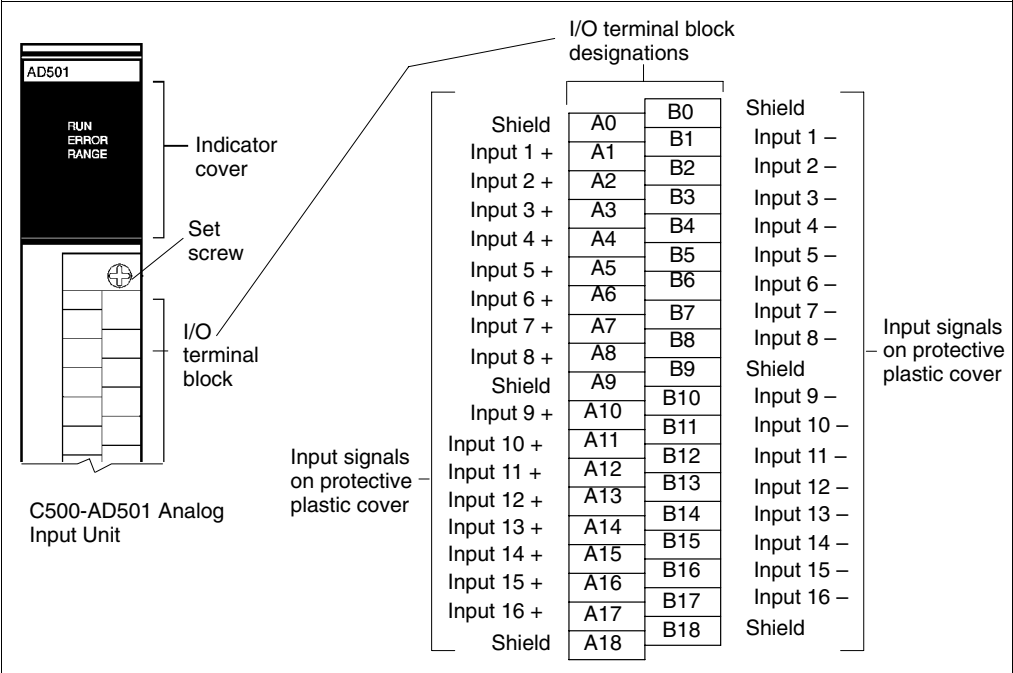 I/O terminal block
designations
AD501
RUN
ERROR
RANGE
Indicator
cover
Set
screw
I/O
terminal
block
C500-AD501 Analog
Input Unit
Input signals
on protective
plastic cover
Shield A0 B0 Shield
Input 1 + A1 B1 Input 1 –
Input 2 + A2 B2 Input 2 –
Input 3 + A3 B3 Input 3 –
Input 4 + A4 B4 Input 4 –
Input 5 + A5 B5 Input 5 –
Input 6 + A6 B6 Input 6 –
Input 7 + A7 B7 Input 7 –
Input 8 + A8 B8 Input 8 –
Shield A9 B9 Shield
Input 9 + A10 B10 Input 9 –
Input 10 + A11 B11 Input 10 –
Input 11 + A12 B12 Input 11 –
Input 12 + A13 B13 Input 12 –
Input 13 + A14 B14 Input 13 –
Input 14 + A15 B15 Input 14 –
Input 15 + A16 B16 Input 15 –
Input 16 + A17 B17 Input 16 –
Shield A18 B18 Shield
Input signals
on protective
plastic cover